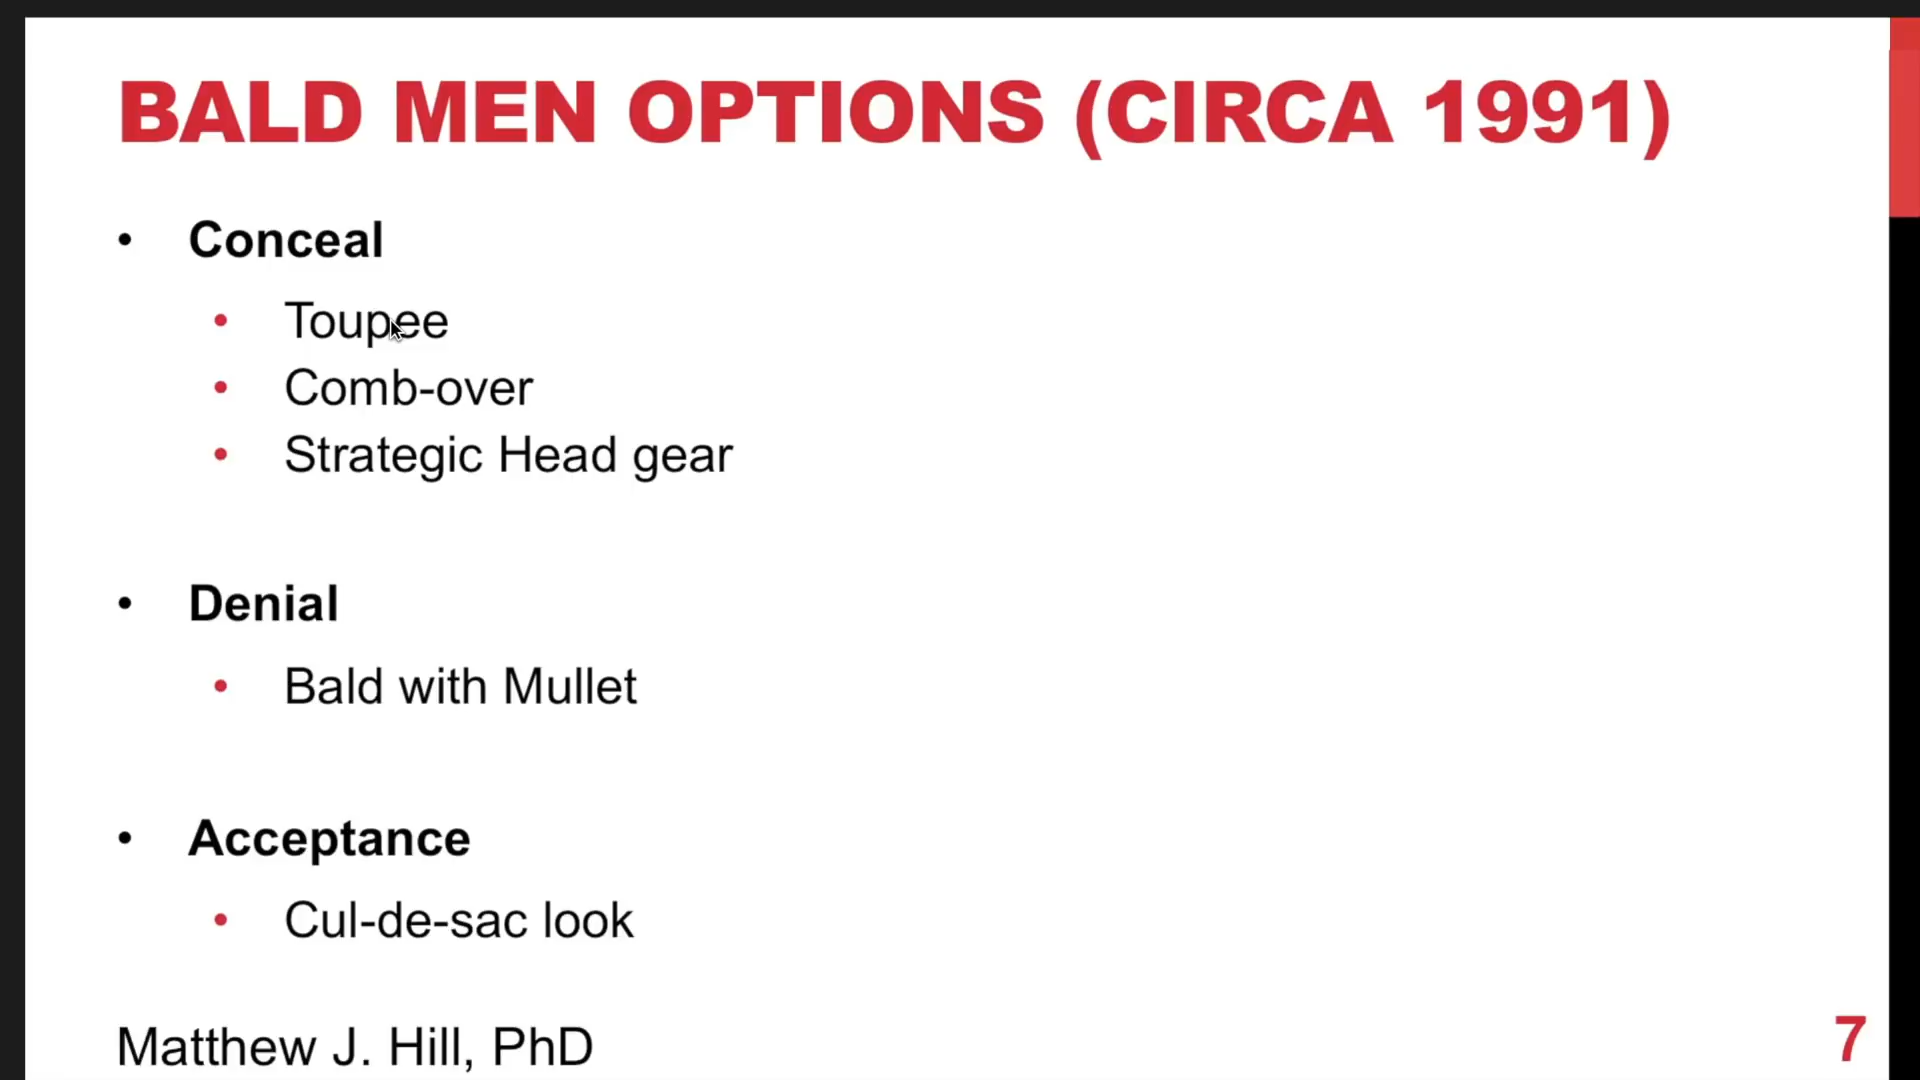 BALD MEN OPTIONS (CIRCA 1991)
• Conceal
• Toupee
• Comb-over
• Strategic Head gear
• Denial
• Bald with Mullet
• Acceptance
• Cul-de-sac look
Matthew J. Hill, PhD
7